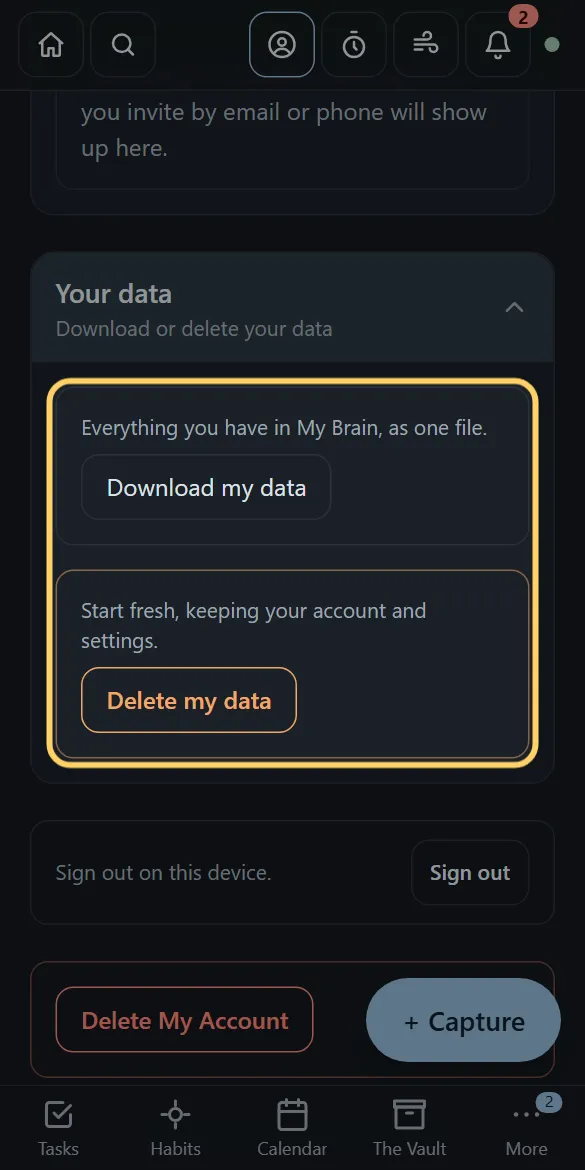 2
you invite by email or phone will show
up here.
Your data
Download or delete your data
Everything you have in My Brain, as one file.
Download my data
Start fresh, keeping your account and
settings.
Delete my data
Sign out on this device.
Sign out
Delete My Account
+ Capture
2
Tasks
Habits
Calendar
The Vault
More